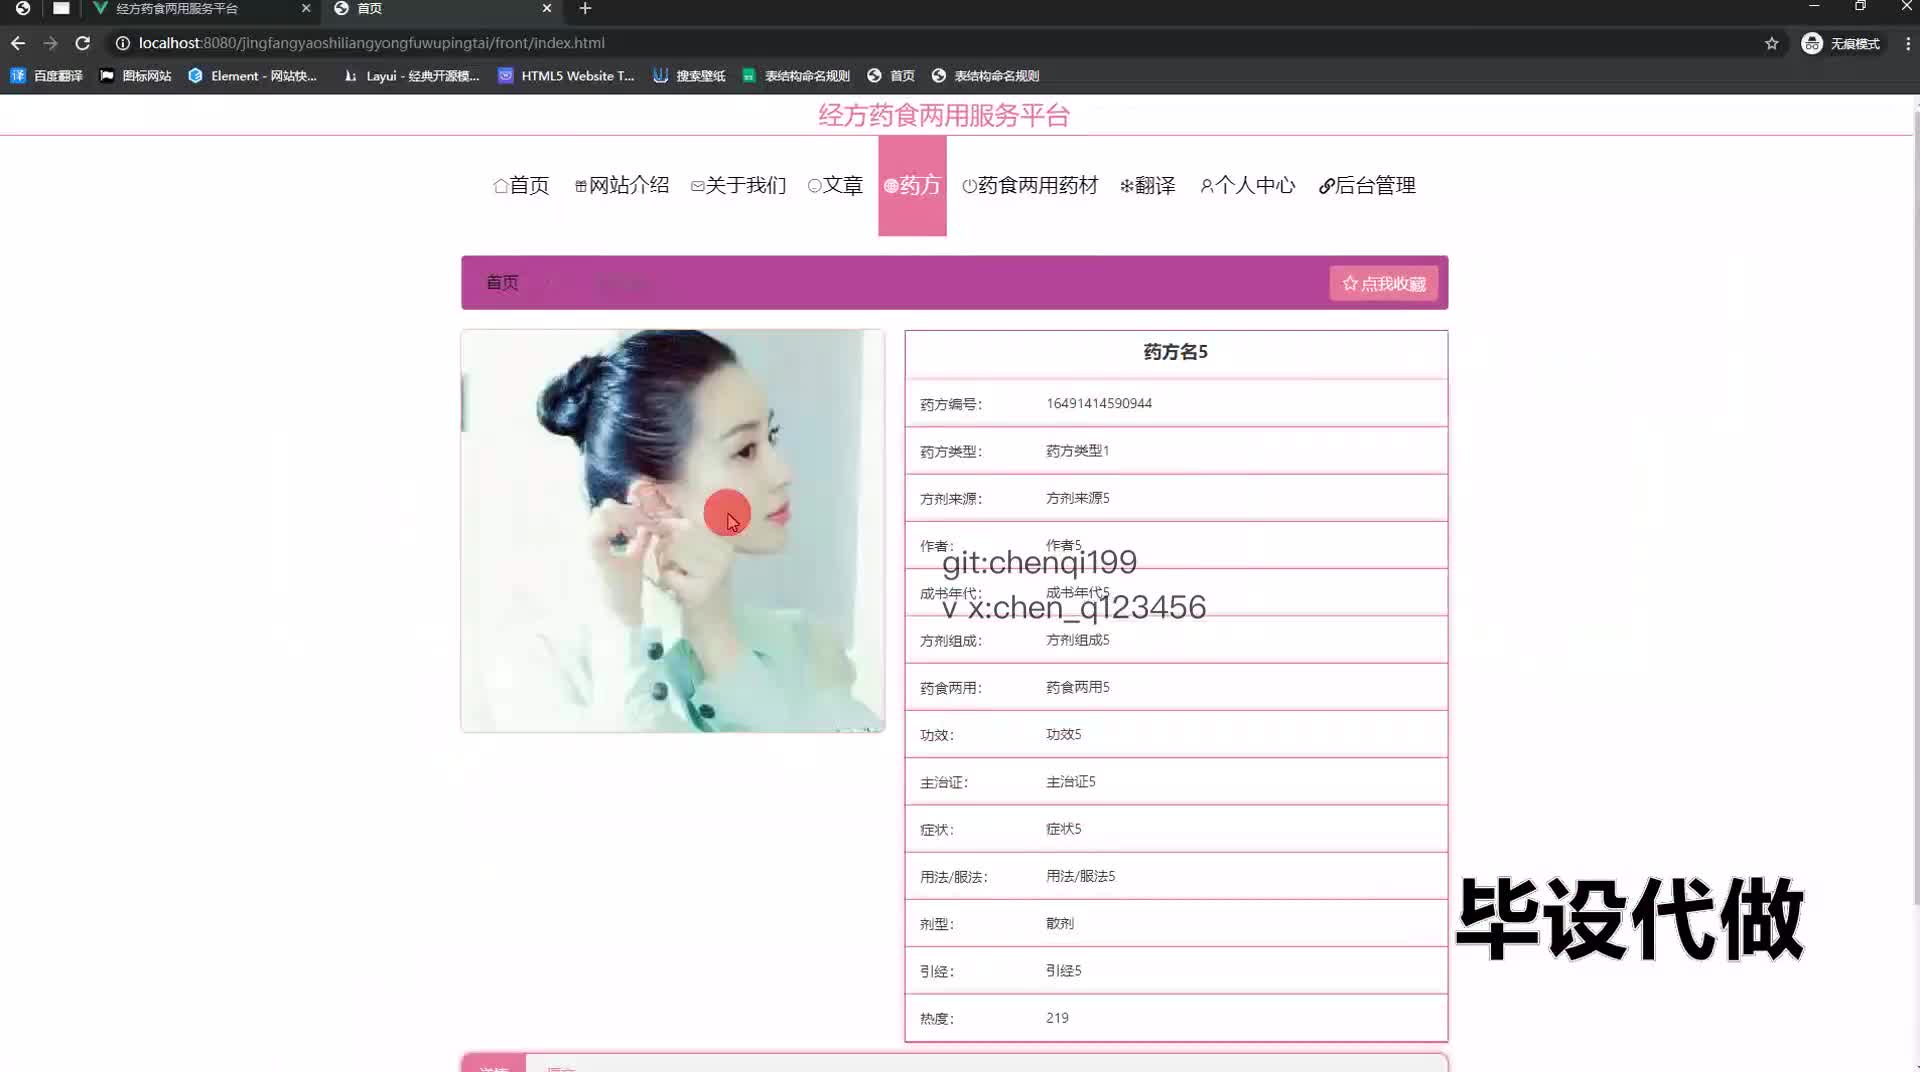 经方药食两用服务平台
首页
localhost:8080/jingfangyaoshiliangyongfuwupingtai/front/index.html
无痕模式
百度翻译
图标网站
Element - 网站快...
Layui - 经典开源模...
HTML5 Website T...
搜索壁纸
表结构命名规则
首页
表结构命名规则
经方药食两用服务平台
首页
网站介绍
关于我们
文章
药方
药食两用药材
翻译
个人中心
后台管理
首页
点我收藏
药方名5
药方编号： 16491414590944
药方类型： 药方类型1
方剂来源： 方剂来源5
作者： 作者5
git:chenqi199
成书年代： 成书年代5
v x:chen_q123456
方剂组成： 方剂组成5
药食两用： 药食两用5
功效： 功效5
主治证： 主治证5
症状： 症状5
用法/服法： 用法/服法5
剂型： 散剂
引经： 引经5
热度： 219
毕设代做